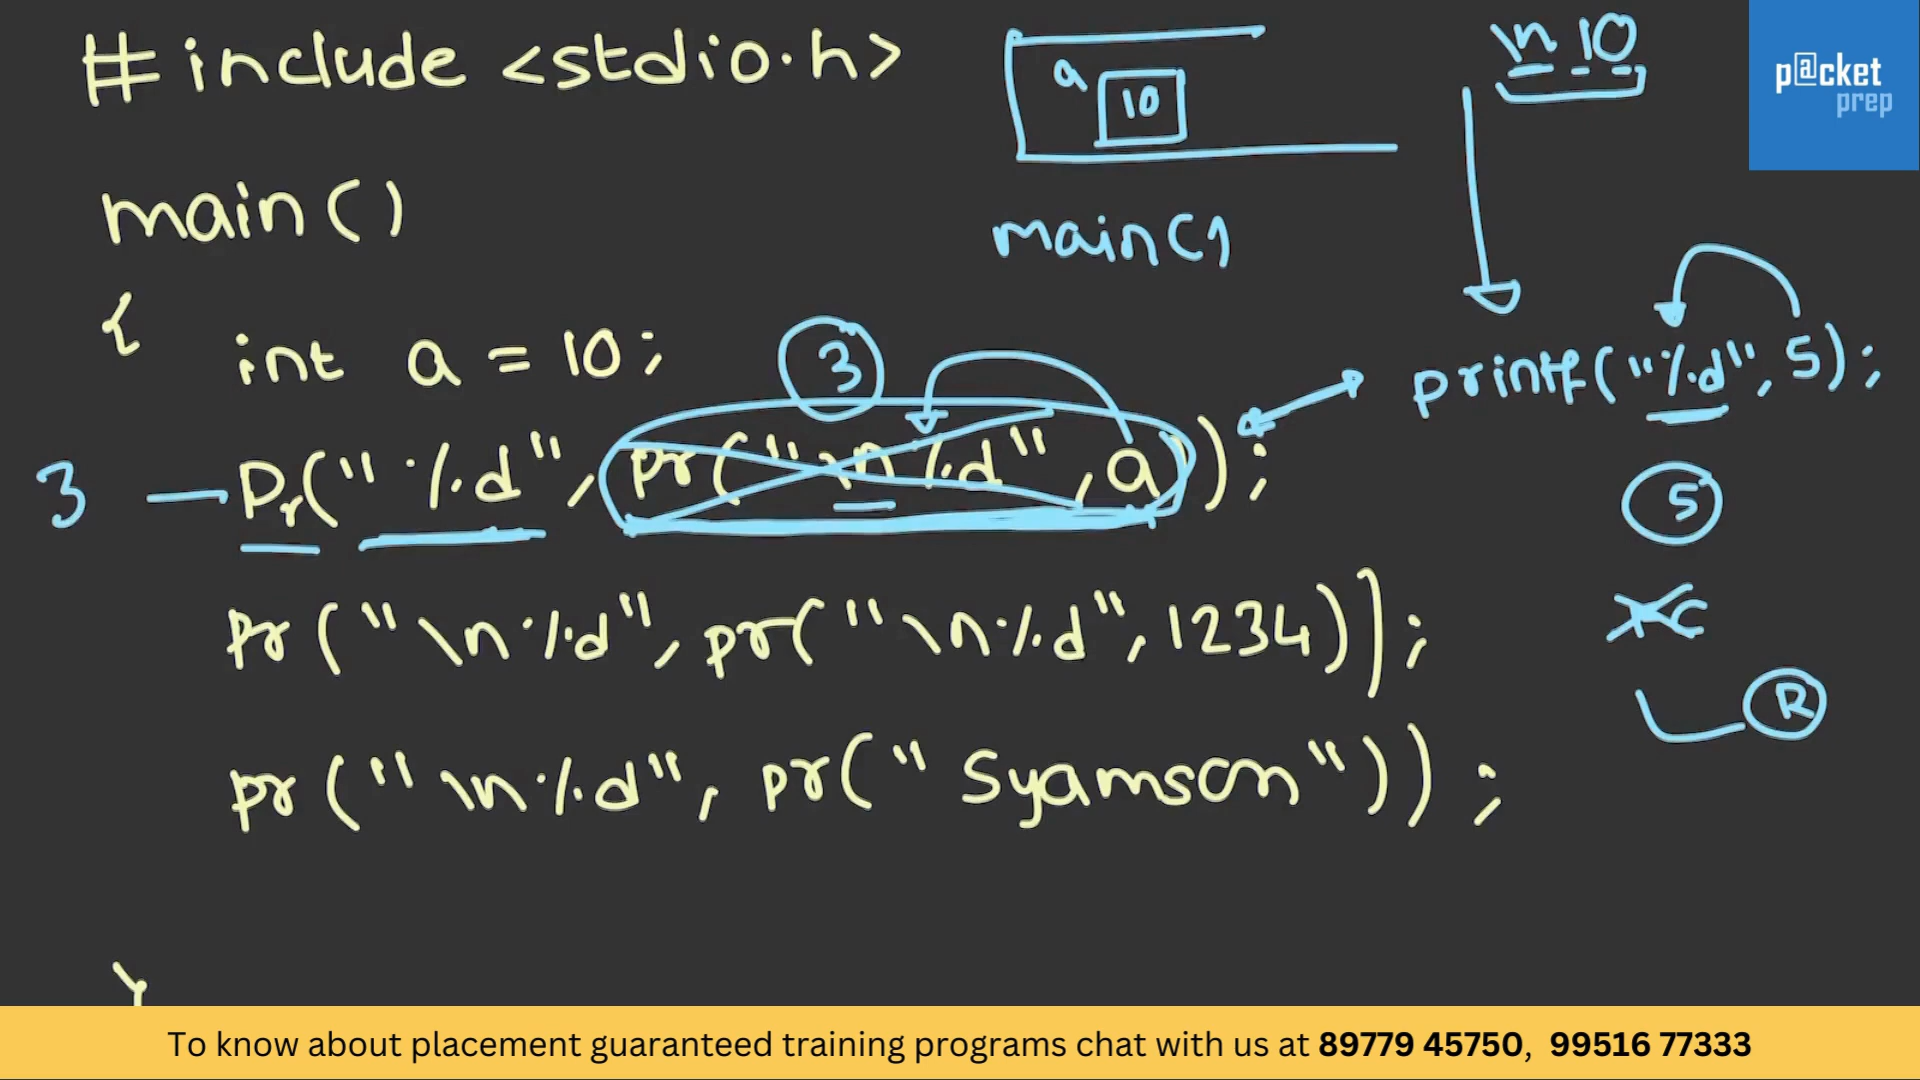 # include <stdio.h>
a 10
\n 10
p@cket
prep
main()
main()
{ int a = 10;
3
printf("%d", 5);
3 — Pr("%d", pr("\n%d", a));
5
pr("\n%d", pr("\n%d", 1234));
R
pr("\n%d", pr("Syamson"));
}
To know about placement guaranteed training programs chat with us at 89779 45750, 99516 77333